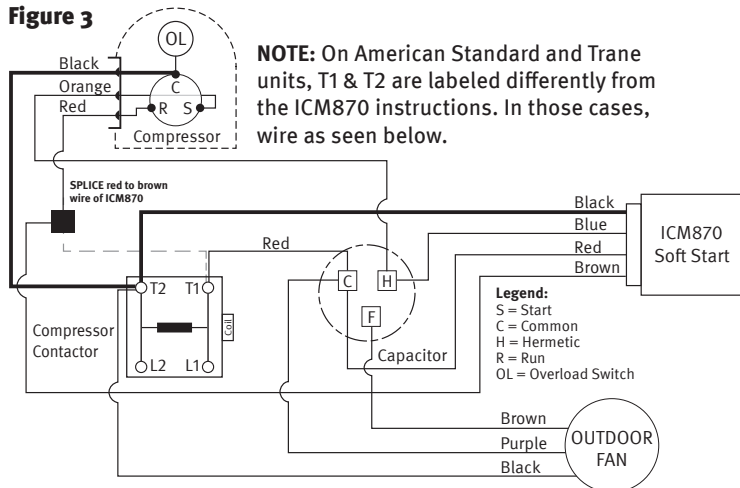 Figure 3
OL
Black
C
Orange
Red
R S
Compressor
NOTE: On American Standard and Trane
units, T1 & T2 are labeled differently from
the ICM870 instructions. In those cases,
wire as seen below.
SPLICE red to brown
wire of ICM870
Black
Blue
Red
Brown
ICM870
Soft Start
Red
T2 T1
C H
F
Coil
Compressor
Contactor
L2 L1
Capacitor
Legend:
S = Start
C = Common
H = Hermetic
R = Run
OL = Overload Switch
Brown
Purple
Black
OUTDOOR
FAN